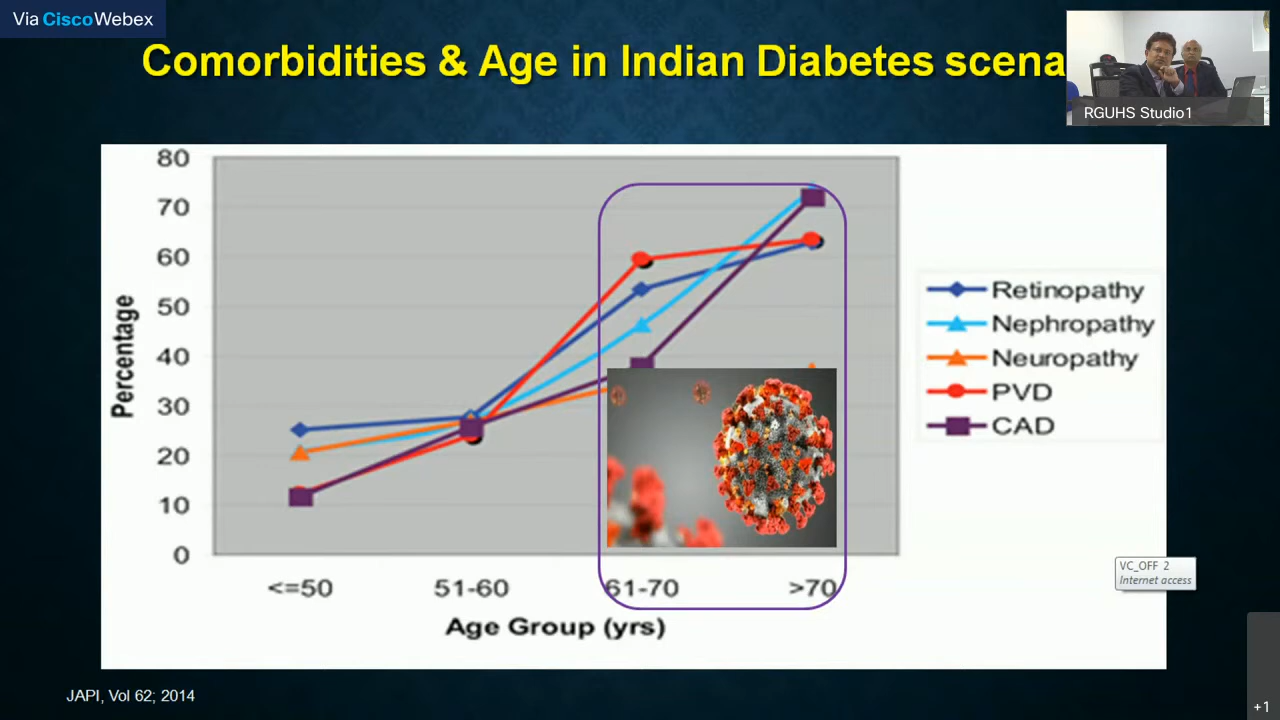 Via CiscoWebex
Comorbidities & Age in Indian Diabetes scena
RGUHS Studio1
80
70
60
50
40
30
20
10
0
Percentage
<=50
51-60
61-70
>70
Age Group (yrs)
Retinopathy
Nephropathy
Neuropathy
PVD
CAD
VC_OFF 2
Internet access
JAPI, Vol 62; 2014
+1